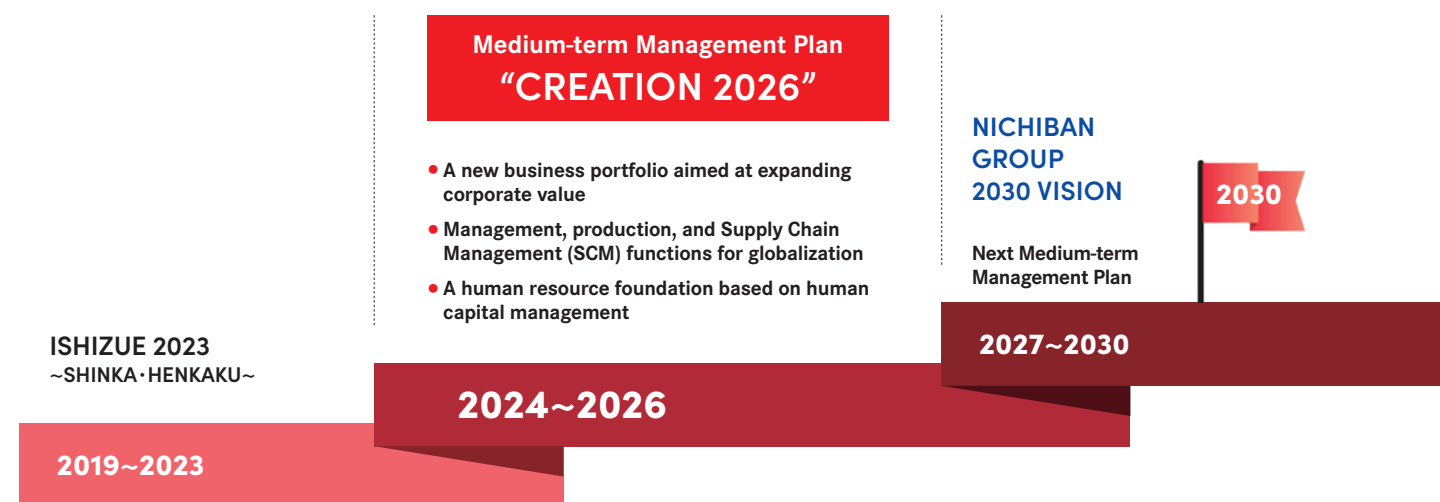 Medium-term Management Plan
“CREATION 2026”
• A new business portfolio aimed at expanding
corporate value
• Management, production, and Supply Chain
Management (SCM) functions for globalization
• A human resource foundation based on human
capital management
NICHIBAN
GROUP
2030 VISION
2030
Next Medium-term
Management Plan
ISHIZUE 2023
~SHINKA・HENKAKU~
2027~2030
2024~2026
2019~2023